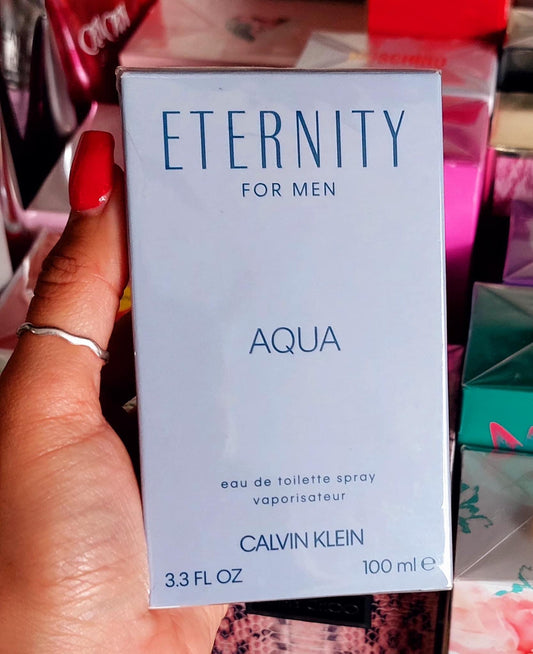 ETERNITY
FOR MEN
AQUA
eau de toilette spray
vaporisateur
CALVIN KLEIN
3.3 FL OZ 100 ml ℮